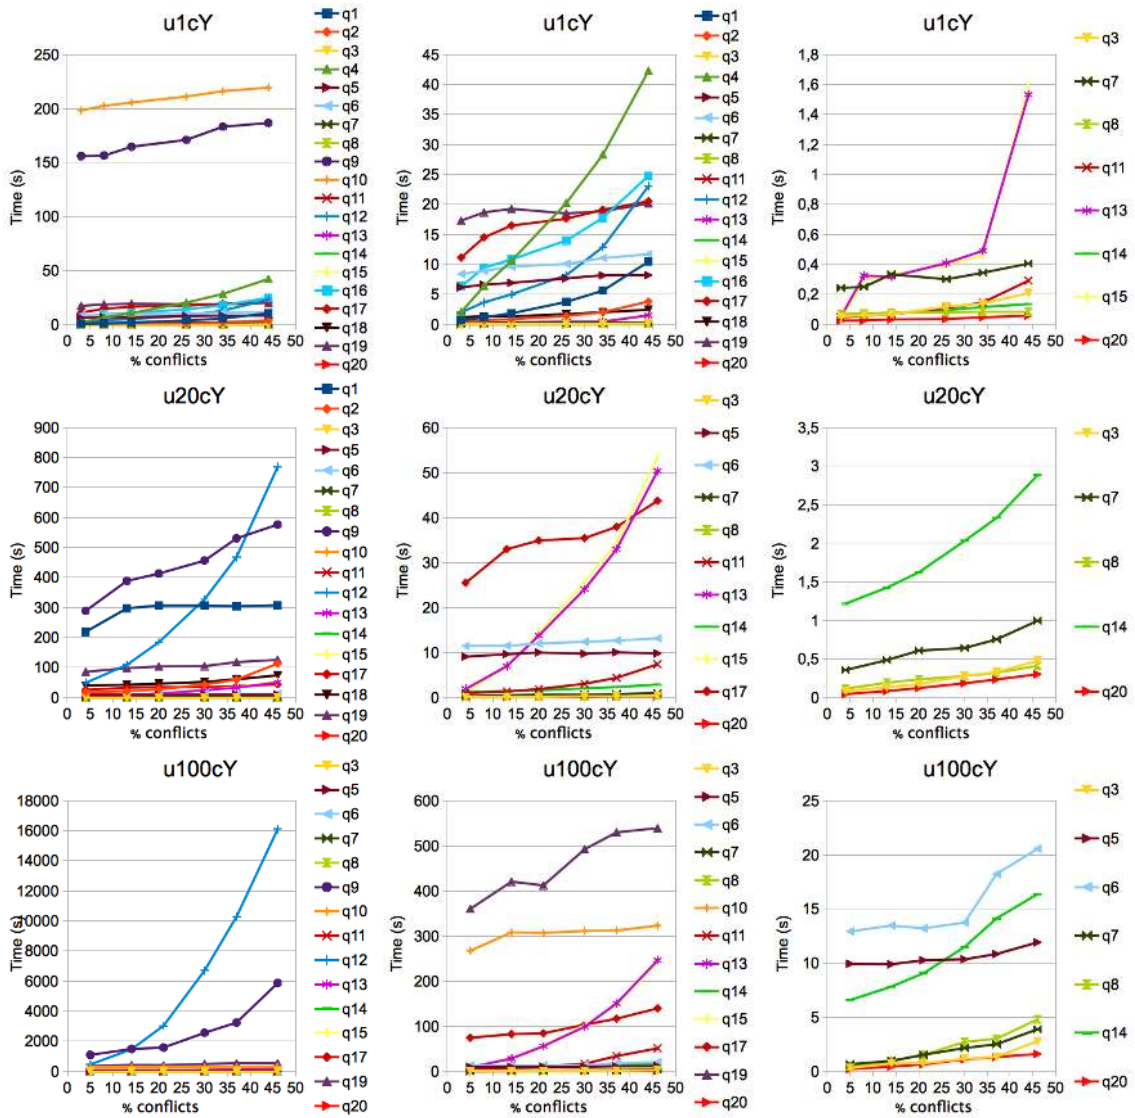 u1cY
250
200
150
100
50
0
0 5 10 15 20 25 30 35 40 45 50
Time (s)
% conflicts
q1
q2
q3
q4
q5
q6
q7
q8
q9
q10
q11
q12
q13
q14
q15
q16
q17
q18
q19
q20
u1cY
45
40
35
30
25
20
15
10
5
0
0 5 10 15 20 25 30 35 40 45 50
Time (s)
% conflicts
q1
q2
q3
q4
q5
q6
q7
q8
q11
q12
q13
q14
q15
q16
q17
q18
q19
q20
u1cY
1,8
1,6
1,4
1,2
1
0,8
0,6
0,4
0,2
0
0 5 10 15 20 25 30 35 40 45 50
Time (s)
% conflicts
q3
q7
q8
q11
q13
q14
q15
q20
u20cY
900
800
700
600
500
400
300
200
100
0
0 5 10 15 20 25 30 35 40 45 50
Time (s)
% conflicts
q1
q2
q3
q5
q6
q7
q8
q9
q10
q11
q12
q13
q14
q15
q17
q18
q19
q20
u20cY
60
50
40
30
20
10
0
0 5 10 15 20 25 30 35 40 45 50
Time (s)
% conflicts
q3
q5
q6
q7
q8
q11
q13
q14
q15
q17
q20
u20cY
3,5
3
2,5
2
1,5
1
0,5
0
0 5 10 15 20 25 30 35 40 45 50
Time (s)
% conflicts
q3
q7
q8
q14
q20
u100cY
18000
16000
14000
12000
10000
8000
6000
4000
2000
0
0 5 10 15 20 25 30 35 40 45 50
Time (s)
% conflicts
q3
q5
q6
q7
q8
q9
q10
q11
q12
q13
q14
q15
q17
q19
q20
u100cY
600
500
400
300
200
100
0
0 5 10 15 20 25 30 35 40 45 50
Time (s)
% conflicts
q3
q5
q6
q7
q8
q10
q11
q13
q14
q15
q17
q19
q20
u100cY
25
20
15
10
5
0
0 5 10 15 20 25 30 35 40 45 50
Time (s)
% conflicts
q3
q5
q6
q7
q8
q14
q20